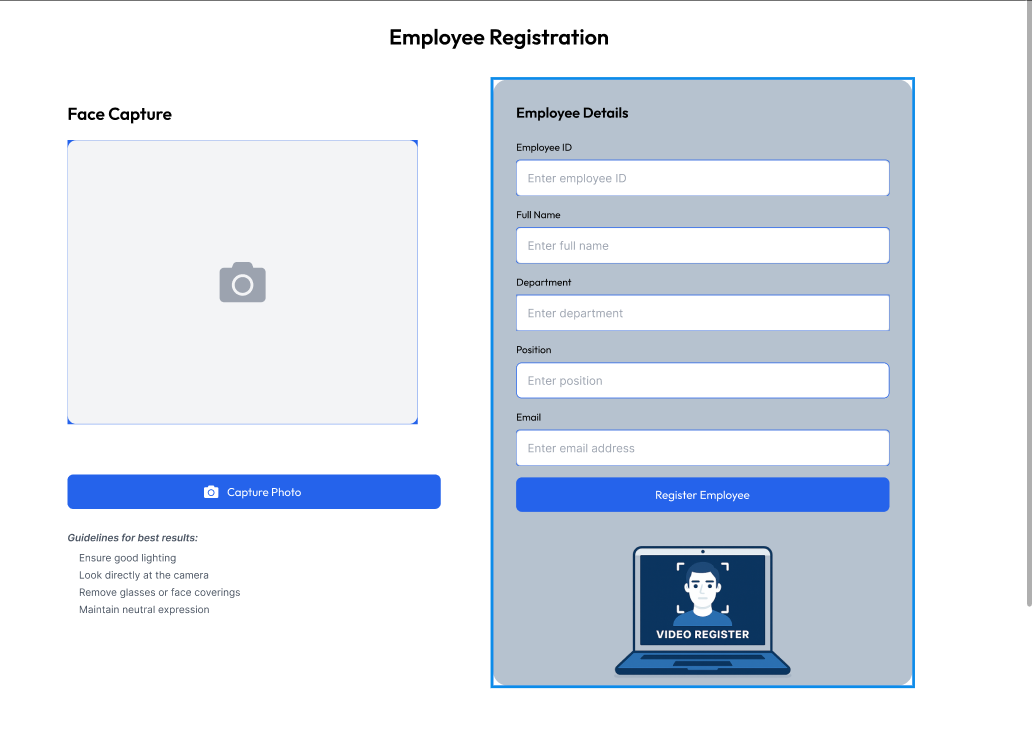 Employee Registration
Face Capture
Capture Photo
Guidelines for best results:
Ensure good lighting
Look directly at the camera
Remove glasses or face coverings
Maintain neutral expression
Employee Details
Employee ID
Enter employee ID
Full Name
Enter full name
Department
Enter department
Position
Enter position
Email
Enter email address
Register Employee
VIDEO REGISTER